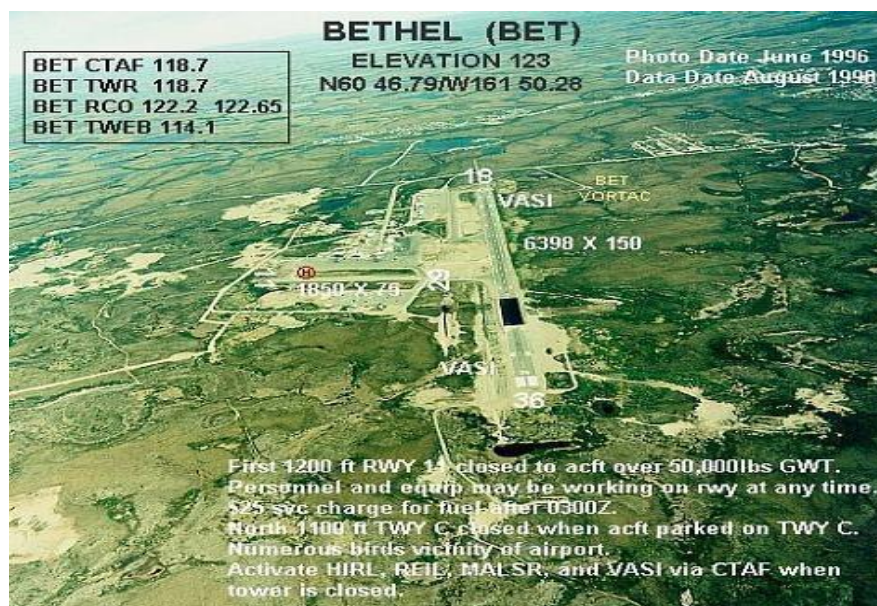 BETHEL (BET)
ELEVATION 123
N60 46.79/W161 50.28
BET CTAF 118.7
BET TWR 118.7
BET RCO 122.2 122.65
BET TWEB 114.1
Photo Date June 1996
Data Date August 1998
18
VASI
BET
VORTAC
6398 X 150
11
H
1850 X 75
29
VASI
36
First 1200 ft RWY 11 closed to acft over 50,000lbs GWT.
Personnel and equip may be working on rwy at any time.
$25 svc charge for fuel after 0300Z.
North 1100 ft TWY C closed when acft parked on TWY C.
Numerous birds vicinity of airport.
Activate HIRL, REIL, MALSR, and VASI via CTAF when
tower is closed.